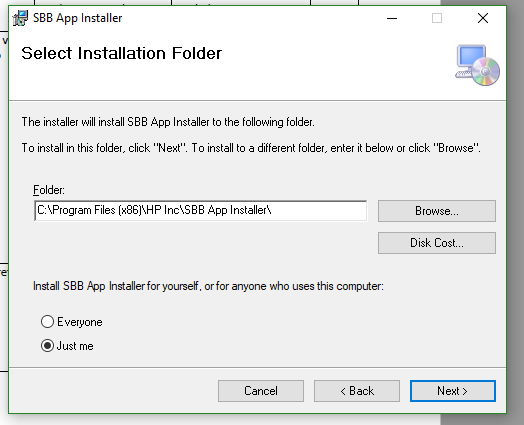 SBB App Installer
Select Installation Folder
The installer will install SBB App Installer to the following folder.
To install in this folder, click "Next". To install to a different folder, enter it below or click "Browse".
Folder:
C:\Program Files (x86)\HP Inc\SBB App Installer\
Browse...
Disk Cost...
Install SBB App Installer for yourself, or for anyone who uses this computer:
Everyone
Just me
Cancel
< Back
Next >